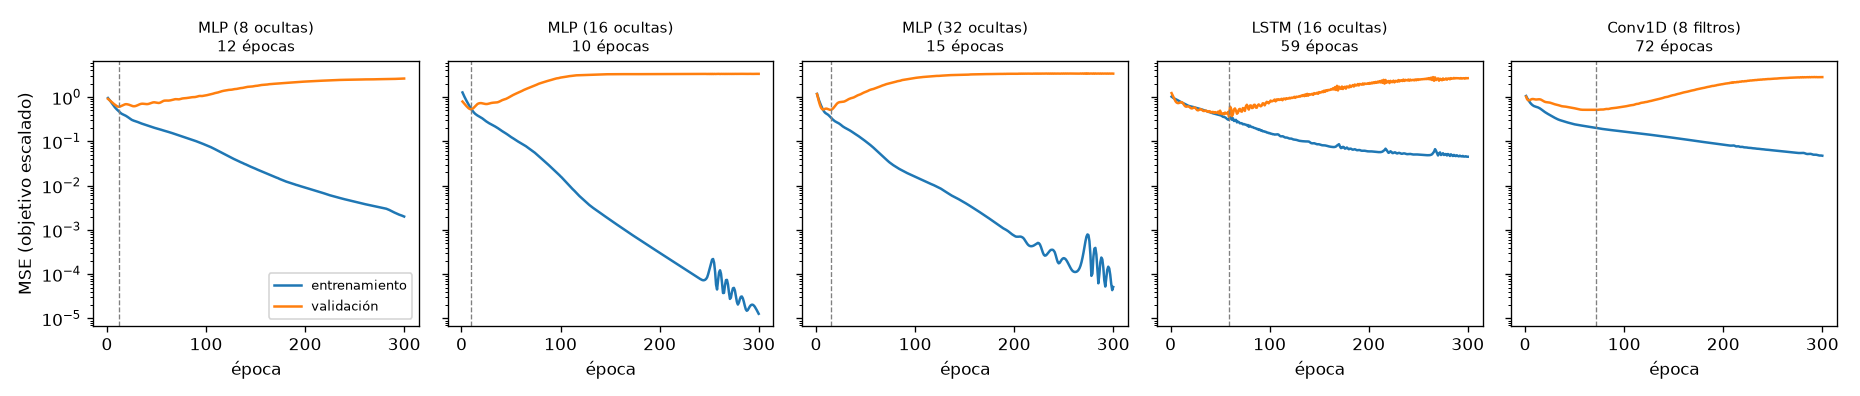 MLP (8 ocultas)
12 épocas
MLP (16 ocultas)
10 épocas
MLP (32 ocultas)
15 épocas
LSTM (16 ocultas)
59 épocas
Conv1D (8 filtros)
72 épocas
MSE (objetivo escalado)
10⁰
10⁻¹
10⁻²
10⁻³
10⁻⁴
10⁻⁵
entrenamiento
validación
0 100 200 300
0 100 200 300
0 100 200 300
0 100 200 300
0 100 200 300
época
época
época
época
época